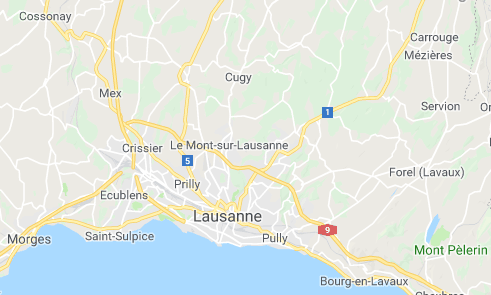 Cossonay
Carrouge
Mézières
Cugy
Mex
Servion
1
Crissier
Le Mont-sur-Lausanne
5
Forel (Lavaux)
Prilly
Ecublens
Lausanne
9
Morges
Saint-Sulpice
Pully
Mont Pèlerin
Bourg-en-Lavaux